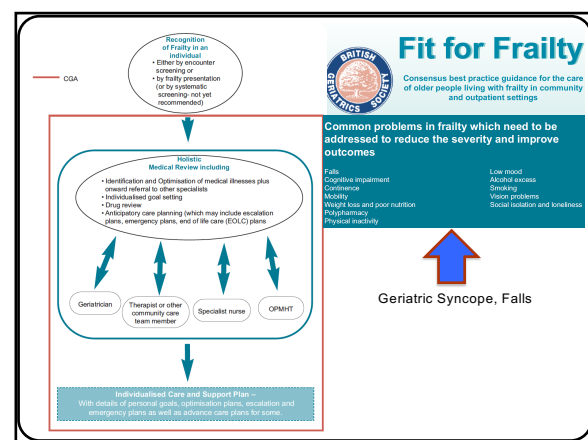 Recognition
of Frailty in an
individual
• Either by encounter
screening or
• by frailty presentation
(or by systematic
screening- not yet
recommended)
CGA
Holistic
Medical Review including
• Identification and Optimisation of medical illnesses plus
onward referral to other specialists
• Individualised goal setting
• Drug review
• Anticipatory care planning (which may include escalation
plans, emergency plans, end of life care (EOLC) plans
Geriatrician
Therapist or other
community care
team member
Specialist nurse
OPMHT
Individualised Care and Support Plan –
With details of personal goals, optimisation plans, escalation and
emergency plans as well as advance care plans for some.
BRITISH
GERIATRICS SOCIETY
Fit for Frailty
Consensus best practice guidance for the care
of older people living with frailty in community
and outpatient settings
Common problems in frailty which need to be
addressed to reduce the severity and improve
outcomes
Falls
Cognitive impairment
Continence
Mobility
Weight loss and poor nutrition
Polypharmacy
Physical inactivity
Low mood
Alcohol excess
Smoking
Vision problems
Social isolation and loneliness
Geriatric Syncope, Falls